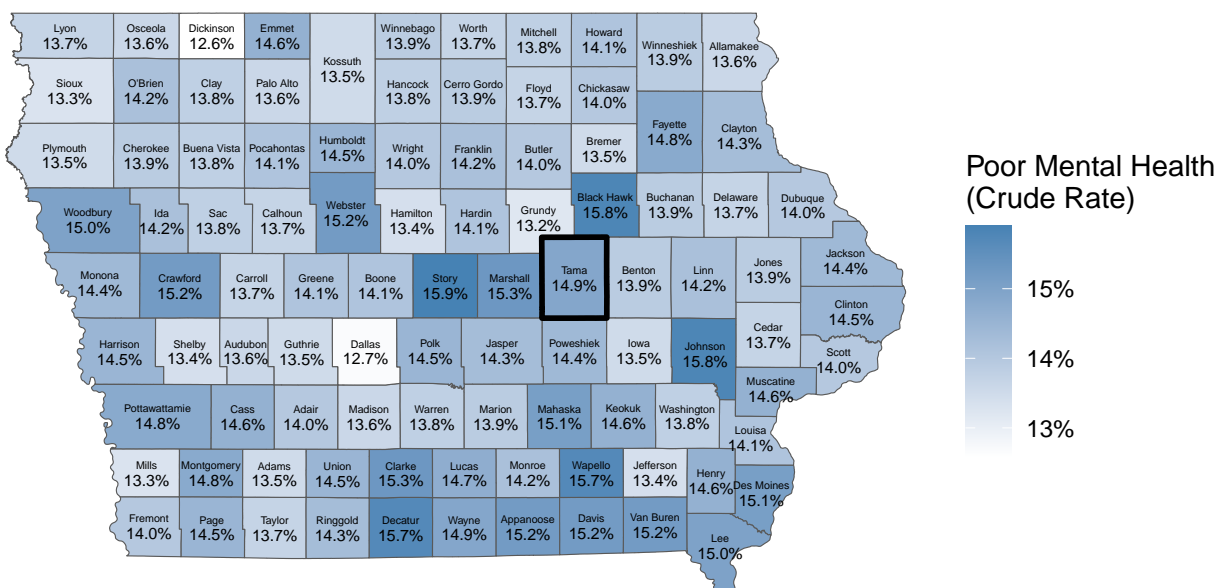 Lyon
13.7%
Osceola
13.6%
Dickinson
12.6%
Emmet
14.6%
Kossuth
13.5%
Winnebago
13.9%
Worth
13.7%
Mitchell
13.8%
Howard
14.1%
Winneshiek
13.9%
Allamakee
13.6%
Sioux
13.3%
O'Brien
14.2%
Clay
13.8%
Palo Alto
13.6%
Hancock
13.8%
Cerro Gordo
13.9%
Floyd
13.7%
Chickasaw
14.0%
Fayette
14.8%
Clayton
14.3%
Plymouth
13.5%
Cherokee
13.9%
Buena Vista
13.8%
Pocahontas
14.1%
Humboldt
14.5%
Wright
14.0%
Franklin
14.2%
Butler
14.0%
Bremer
13.5%
Woodbury
15.0%
Ida
14.2%
Sac
13.8%
Calhoun
13.7%
Webster
15.2%
Hamilton
13.4%
Hardin
14.1%
Grundy
13.2%
Black Hawk
15.8%
Buchanan
13.9%
Delaware
13.7%
Dubuque
14.0%
Monona
14.4%
Crawford
15.2%
Carroll
13.7%
Greene
14.1%
Boone
14.1%
Story
15.9%
Marshall
15.3%
Tama
14.9%
Benton
13.9%
Linn
14.2%
Jones
13.9%
Jackson
14.4%
Clinton
14.5%
Harrison
14.5%
Shelby
13.4%
Audubon
13.6%
Guthrie
13.5%
Dallas
12.7%
Polk
14.5%
Jasper
14.3%
Poweshiek
14.4%
Iowa
13.5%
Johnson
15.8%
Cedar
13.7%
Scott
14.0%
Muscatine
14.6%
Pottawattamie
14.8%
Cass
14.6%
Adair
14.0%
Madison
13.6%
Warren
13.8%
Marion
13.9%
Mahaska
15.1%
Keokuk
14.6%
Washington
13.8%
Louisa
14.1%
Mills
13.3%
Montgomery
14.8%
Adams
13.5%
Union
14.5%
Clarke
15.3%
Lucas
14.7%
Monroe
14.2%
Wapello
15.7%
Jefferson
13.4%
Henry
14.6%
Des Moines
15.1%
Fremont
14.0%
Page
14.5%
Taylor
13.7%
Ringgold
14.3%
Decatur
15.7%
Wayne
14.9%
Appanoose
15.2%
Davis
15.2%
Van Buren
15.2%
Lee
15.0%
Poor Mental Health
(Crude Rate)
15%
14%
13%